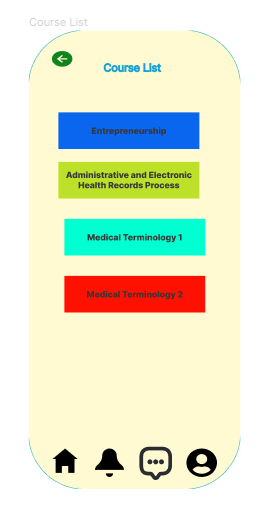 Course List
Course List
Entrepreneurship
Administrative and Electronic
Health Records Process
Medical Terminology 1
Medical Terminology 2